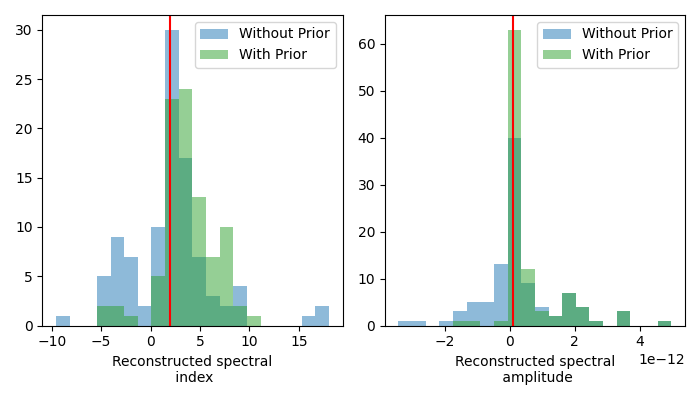 30
25
20
15
10
5
0
−10
−5
0
5
10
15
Without Prior
With Prior
Reconstructed spectral
index
60
50
40
30
20
10
0
−2
0
2
4
1e−12
Without Prior
With Prior
Reconstructed spectral
amplitude